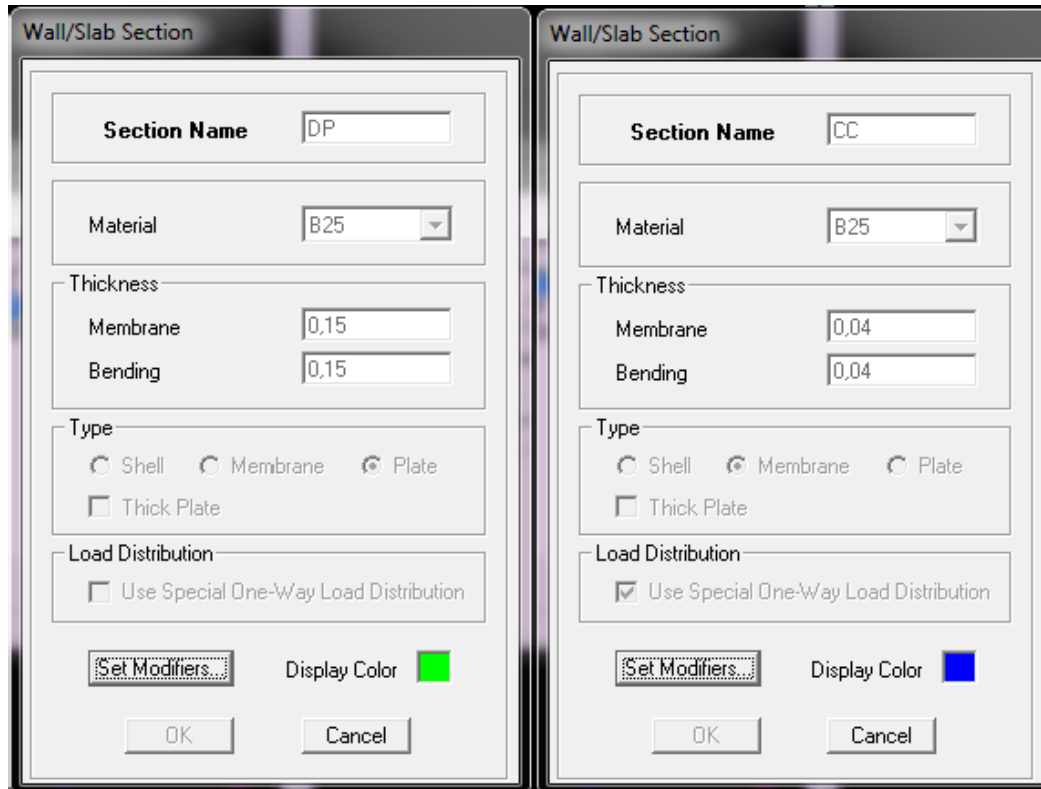 Wall/Slab Section
Section Name DP
Material B25
Thickness
Membrane 0,15
Bending 0,15
Type
Shell Membrane Plate
Thick Plate
Load Distribution
Use Special One-Way Load Distribution
Set Modifiers... Display Color
OK Cancel
Wall/Slab Section
Section Name CC
Material B25
Thickness
Membrane 0,04
Bending 0,04
Type
Shell Membrane Plate
Thick Plate
Load Distribution
Use Special One-Way Load Distribution
Set Modifiers... Display Color
OK Cancel